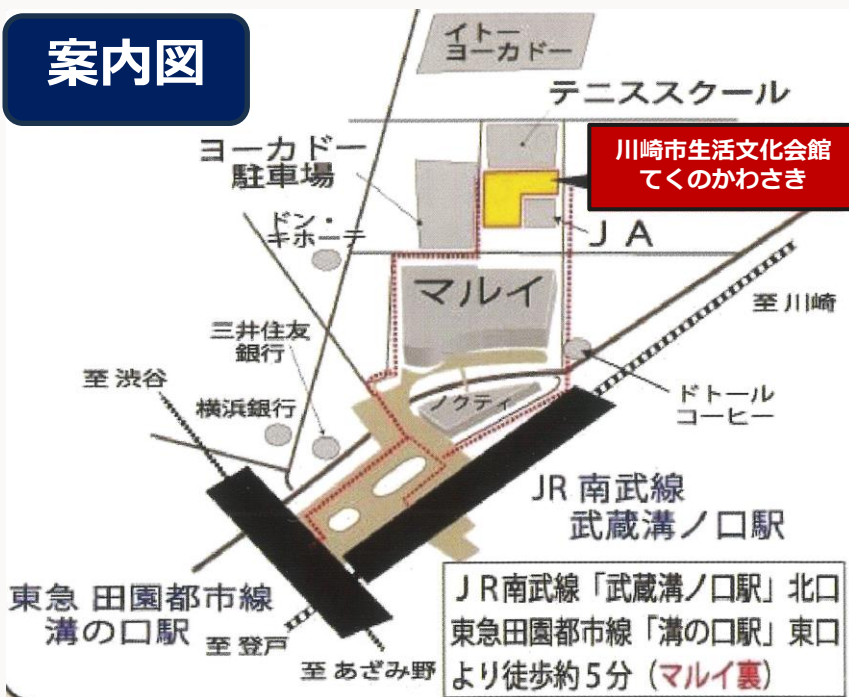 案内図
イトー
ヨーカドー
テニススクール
ヨーカドー
駐車場
川崎市生活文化会館
てくのかわさき
ドン・
キホーテ
JA
マルイ
三井住友
銀行
至 川崎
至 渋谷
横浜銀行
ノクティ
ドトール
コーヒー
JR 南武線
武蔵溝ノ口駅
東急 田園都市線
溝の口駅
至 登戸
至 あざみ野
JR南武線「武蔵溝ノ口駅」北口
東急田園都市線「溝の口駅」東口
より徒歩約5分（マルイ裏）